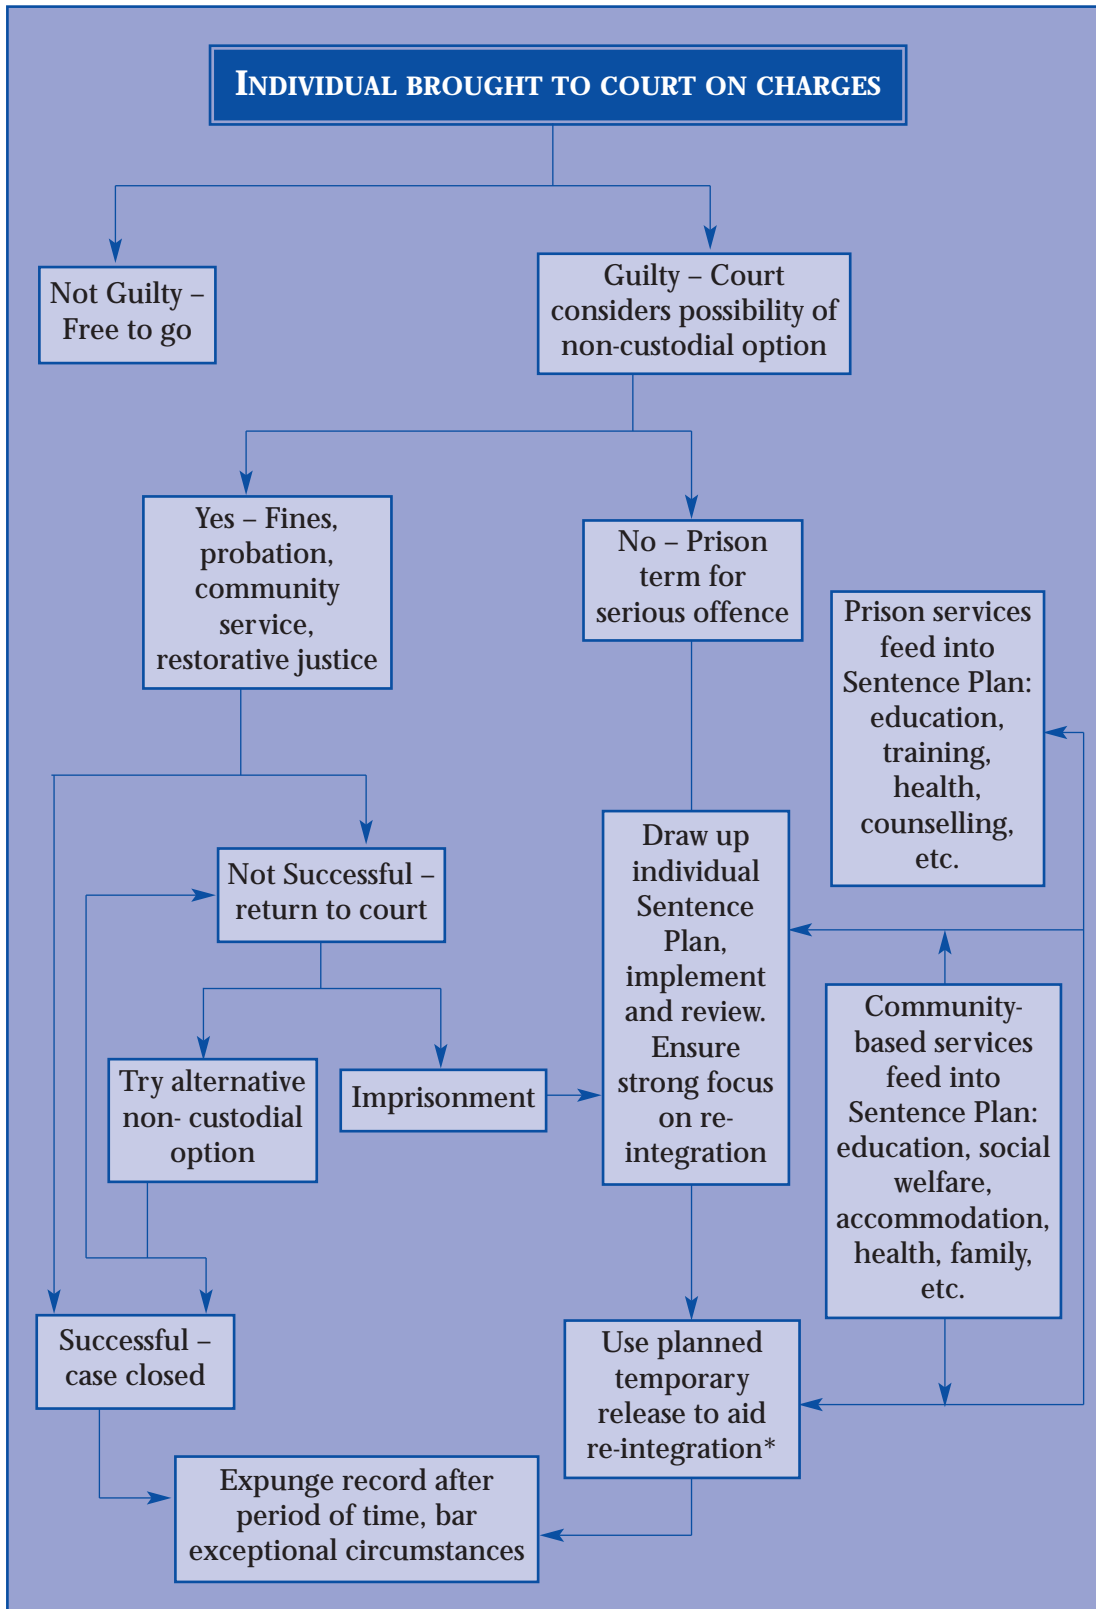 INDIVIDUAL BROUGHT TO COURT ON CHARGES
Not Guilty –
Free to go
Guilty – Court
considers possibility of
non-custodial option
Yes – Fines,
probation,
community
service,
restorative justice
No – Prison
term for
serious offence
Prison services
feed into
Sentence Plan:
education,
training,
health,
counselling,
etc.
Not Successful –
return to court
Draw up
individual
Sentence
Plan,
implement
and review.
Ensure
strong focus
on re-
integration
Community-
based services
feed into
Sentence Plan:
education, social
welfare,
accommodation,
health, family,
etc.
Try alternative
non- custodial
option
Imprisonment
Successful –
case closed
Use planned
temporary
release to aid
re-integration*
Expunge record after
period of time, bar
exceptional circumstances